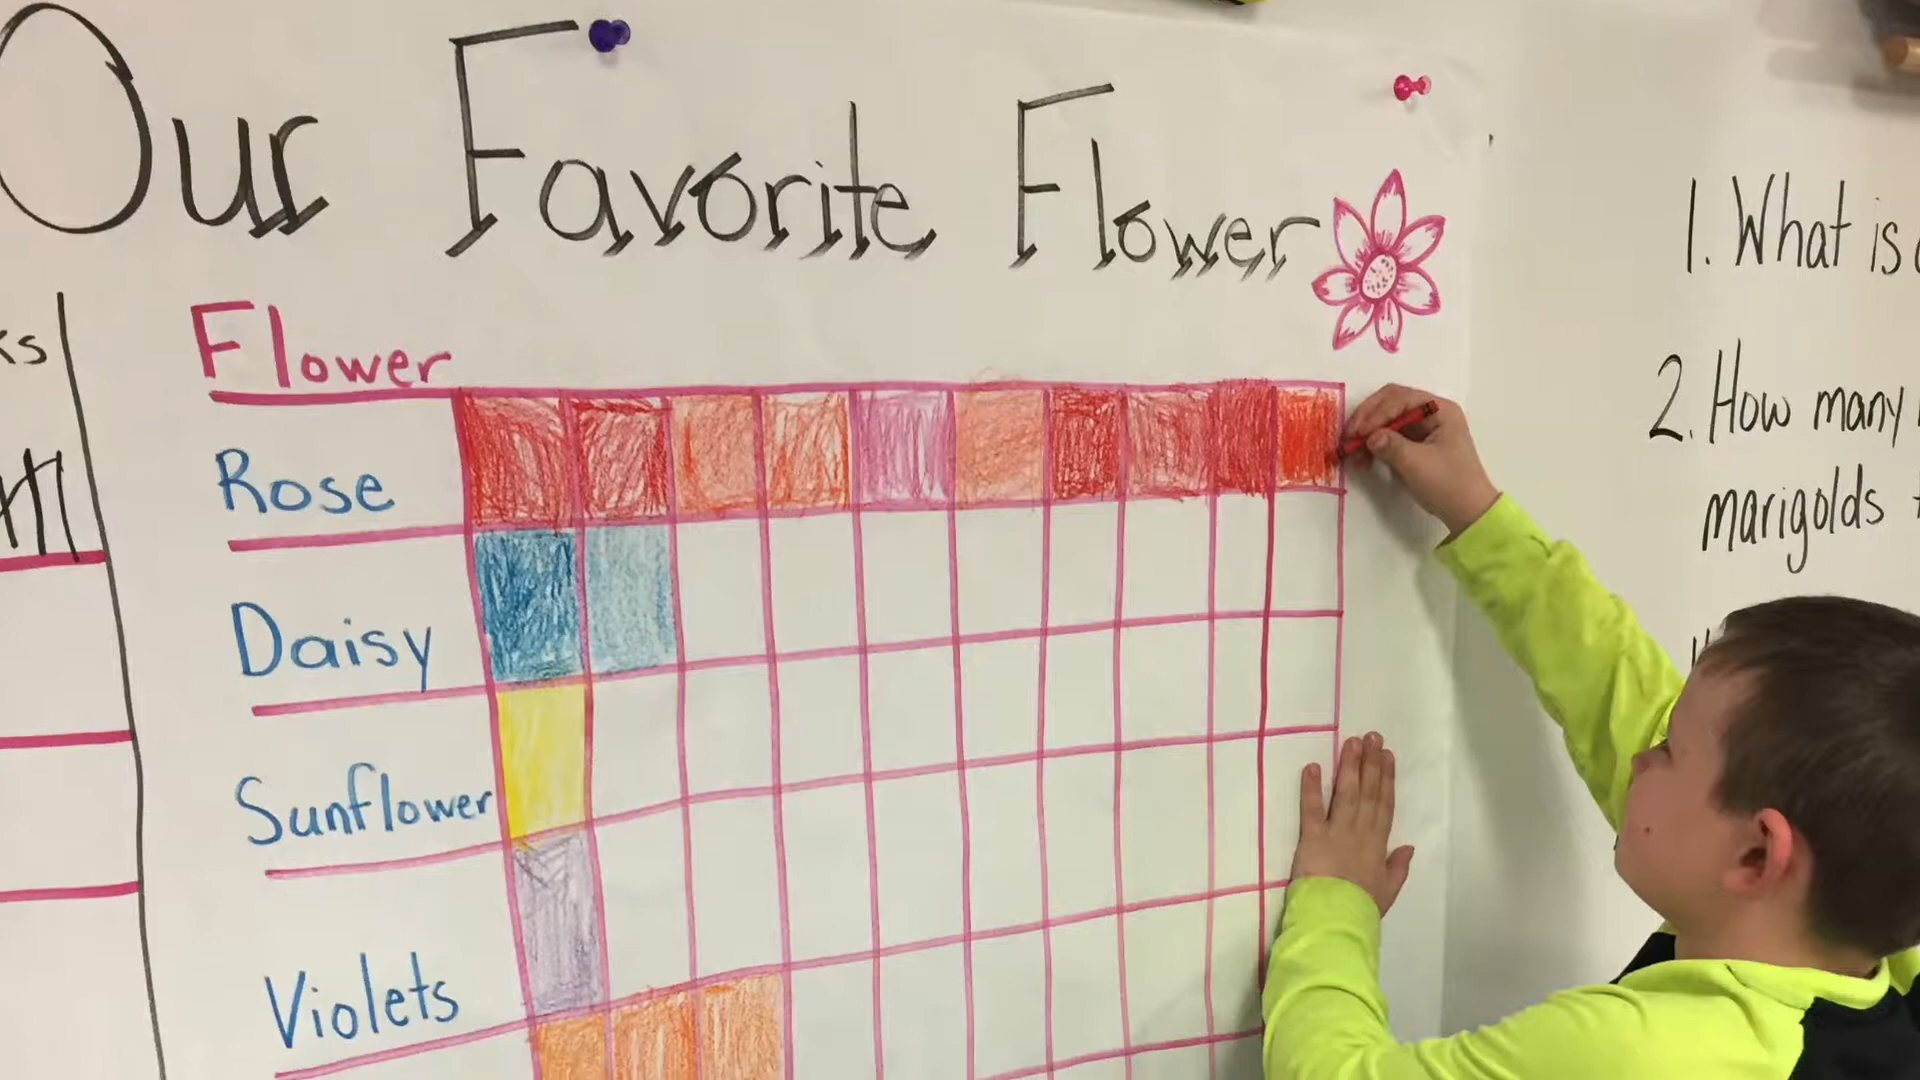 Our Favorite Flower
Flower
Rose
Daisy
Sunflower
Violets
1. What is
2. How many
marigolds